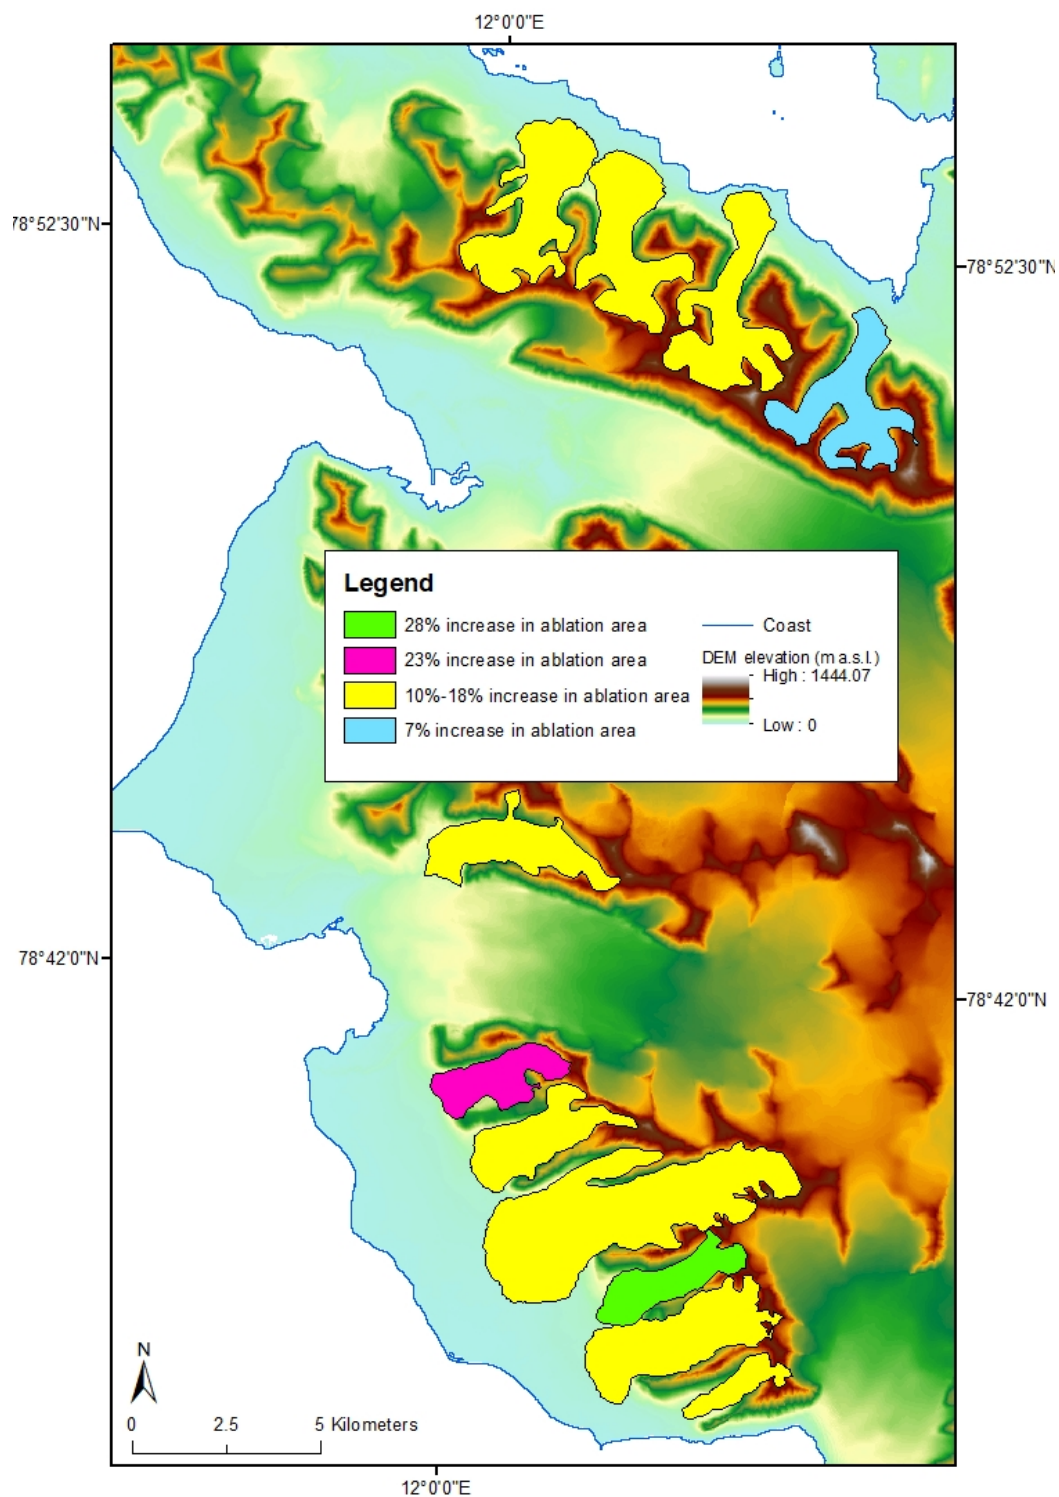 12°0'0"E
78°52'30"N
78°52'30"N
Legend
28% increase in ablation area
23% increase in ablation area
10%-18% increase in ablation area
7% increase in ablation area
Coast
DEM elevation (m a.s.l.)
High : 1444.07
Low : 0
78°42'0"N
78°42'0"N
N
0 2.5 5 Kilometers
12°0'0"E